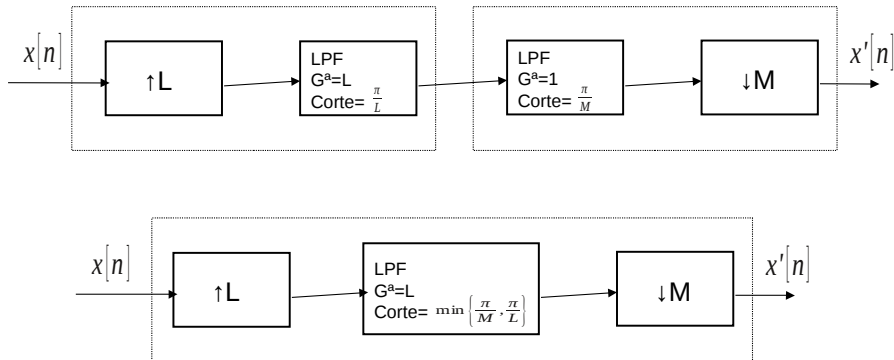 x[n]
↑L
LPF
Gª=L
Corte= π/L
LPF
Gª=1
Corte= π/M
↓M
x'[n]
x[n]
↑L
LPF
Gª=L
Corte= min{π/M, π/L}
↓M
x'[n]